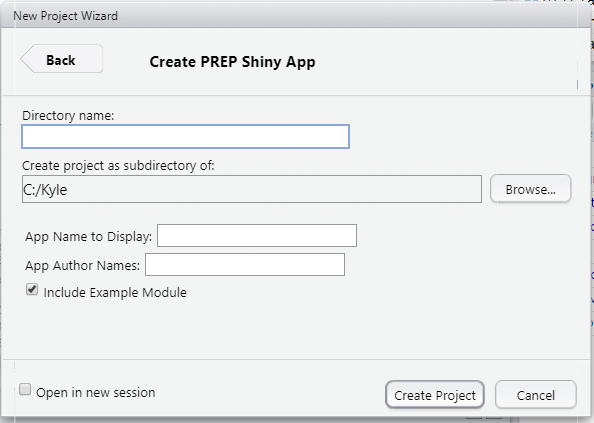 New Project Wizard
Back
Create PREP Shiny App
Directory name:
Create project as subdirectory of:
C:/Kyle
Browse...
App Name to Display:
App Author Names:
Include Example Module
Open in new session
Create Project
Cancel